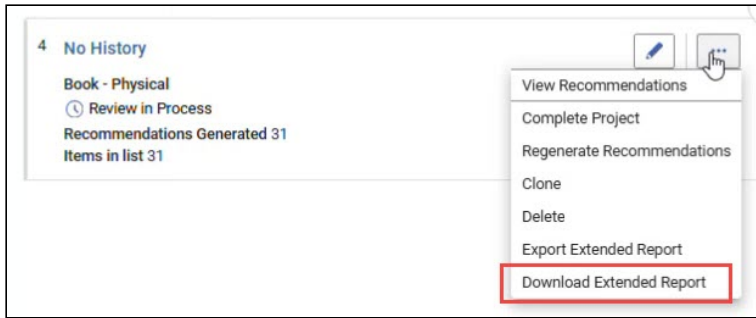 4 No History
Book - Physical
Review in Process
Recommendations Generated 31
Items in list 31
View Recommendations
Complete Project
Regenerate Recommendations
Clone
Delete
Export Extended Report
Download Extended Report